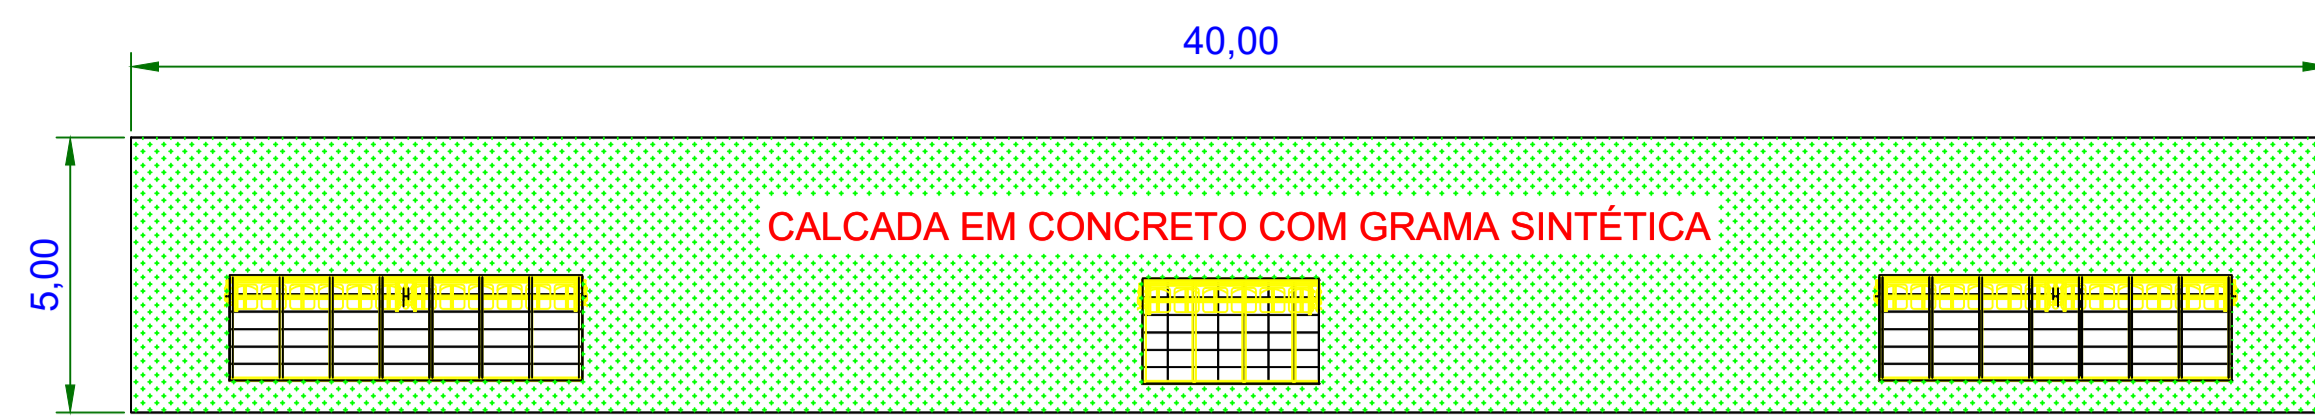 40,00
CALCADA EM CONCRETO COM GRAMA SINTÉTICA
5,00